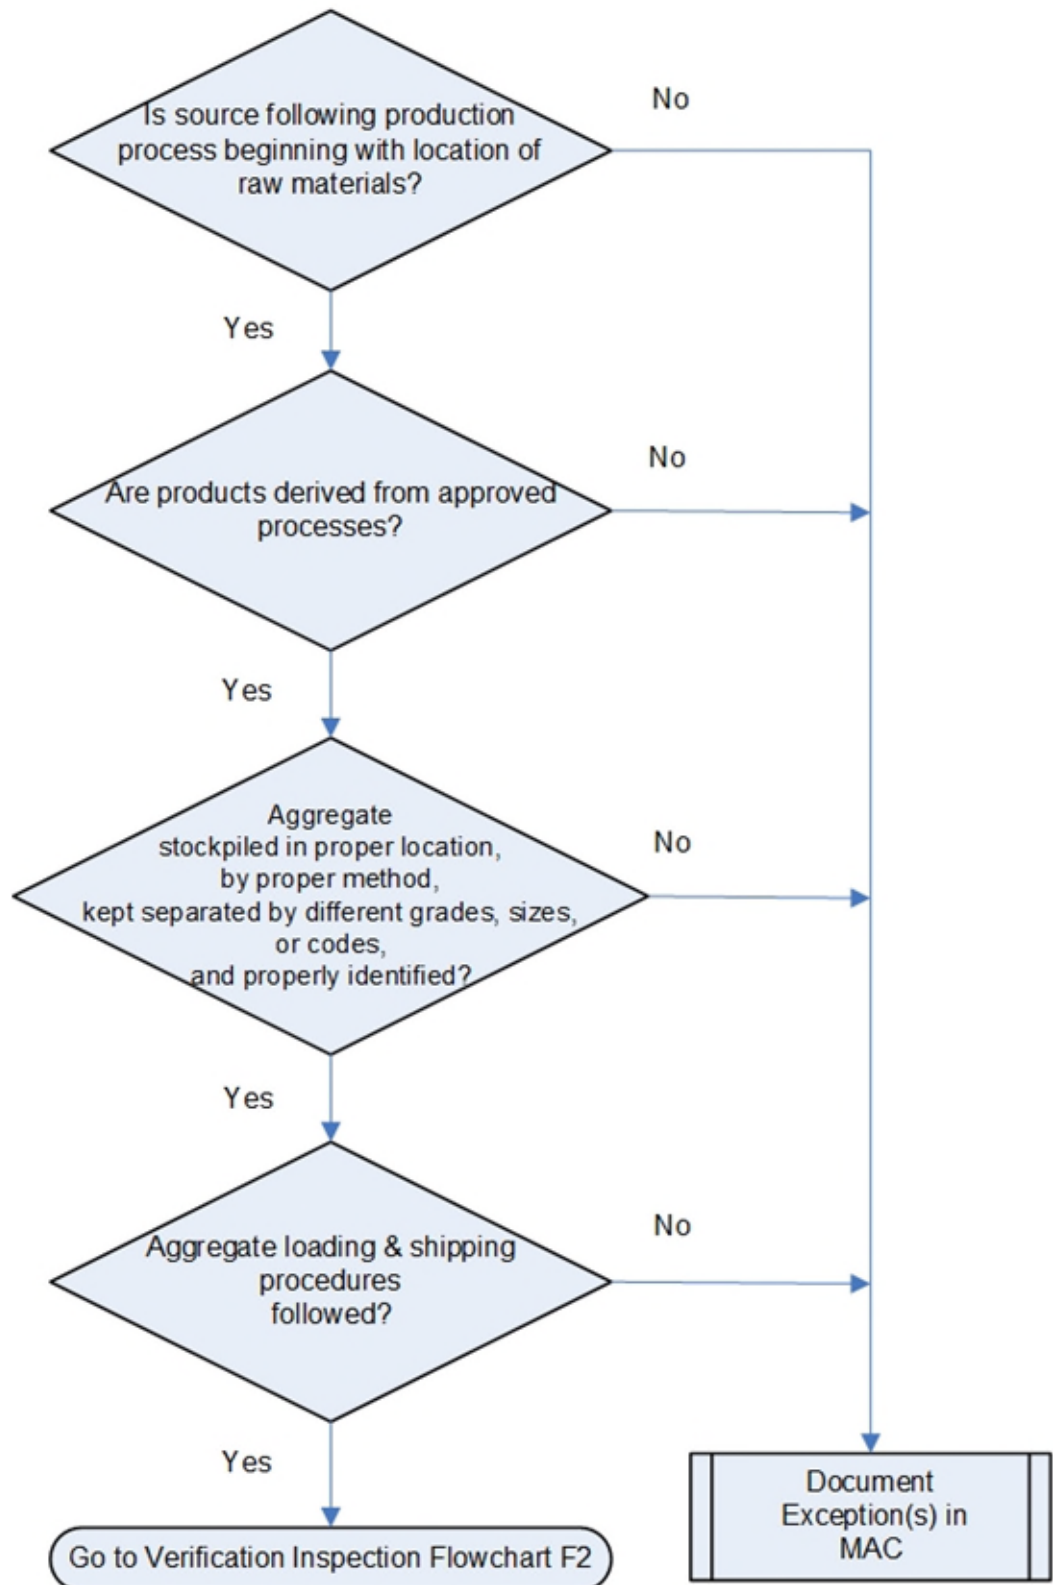 No
Is source following production
process beginning with location of
raw materials?
Yes
No
Are products derived from approved
processes?
Yes
Aggregate
stockpiled in proper location,
No
by proper method,
kept separated by different grades, sizes,
or codes,
and properly identified?
Yes
No
Aggregate loading & shipping
procedures
followed?
Yes
Document
Exception(s) in
MAC
Go to Verification Inspection Flowchart F2